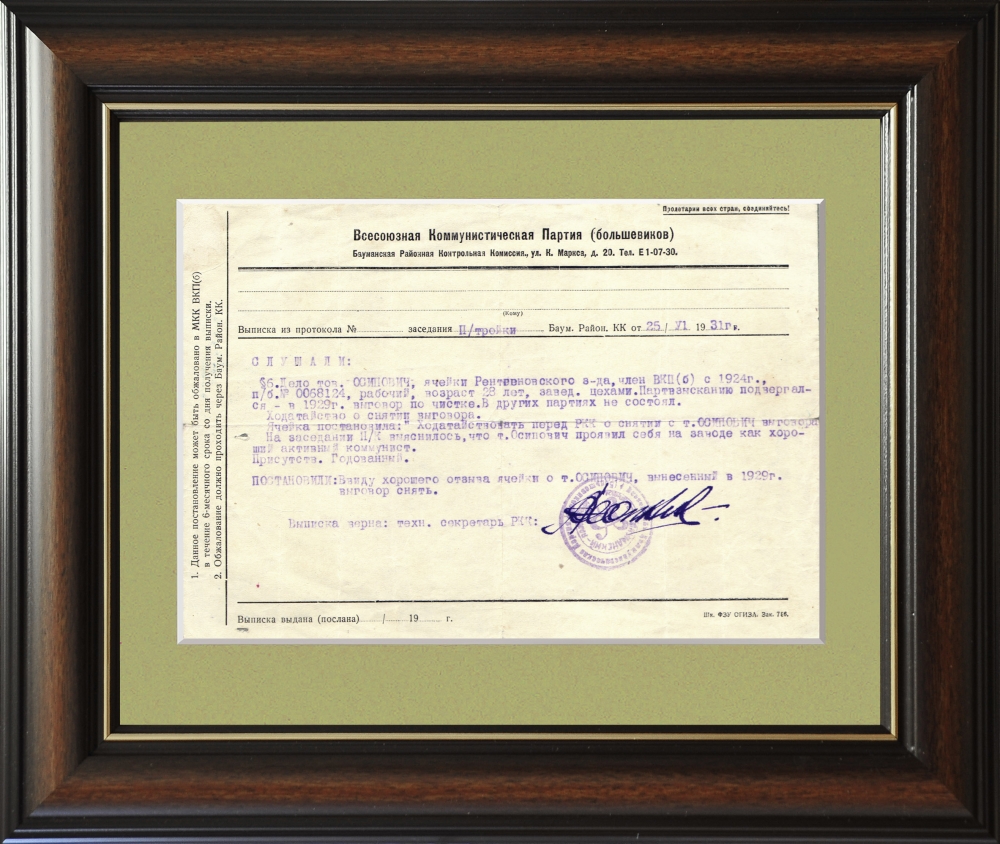 Пролетарии всех стран, соединяйтесь!
Всесоюзная Коммунистическая Партия (большевиков)
Бауманская Районная Контрольная Комиссия., ул. К. Маркса, д. 20. Тел. Е 1-07-30.
(Кому)
Выписка из протокола № заседания П/тройки Баум. Район. КК от 25 / VI 1931г.
СЛУШАЛИ:
§6.Дело тов. ОСИПОВИЧ, ячейки Рентгеновского з-да,член ВКП(б) с 1924г.,
п/б.№ 0068124, рабочий, возраст 28 лет, завед. цехами.Партвзысканию подвергал-
ся - в 1929г. выговор по чистке.В других партиях не состоял.
Ходатайство о снятии выговора.
Ячейка постановила:" Ходатайствовать перед РКК о снятии с т.ОСИПОВИЧ выговора
На заседании П/Т выяснилось,что т.Осипович проявил себя на заводе как хоро-
ший активный коммунист.
Присутств. Годованный.
ПОСТАНОВИЛИ:Ввиду хорошего отзыва ячейки о т.ОСИПОВИЧ, вынесенный в 1929г.
выговор снять.
Выписка верна: техн. секретарь РКК:
Выписка выдана (послана) / 19 г.
Шк. ФЗУ ОГИЗА. Зак. 
1. Данное постановление может быть обжаловано в МКК ВКП(б)
в течение 6-месячного срока со дня получения выписки.
2. Обжалование должно проходить через Баум. Район. КК.